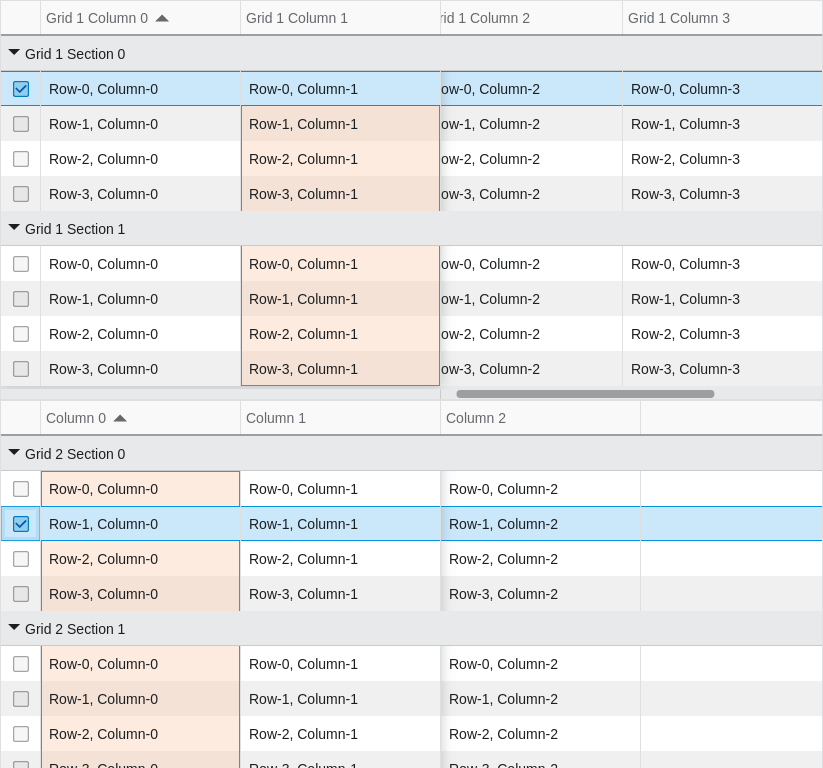 Grid 1 Column 0 Grid 1 Column 1 rid 1 Column 2 Grid 1 Column 3
Grid 1 Section 0
Row-0, Column-0 Row-0, Column-1 ow-0, Column-2 Row-0, Column-3
Row-1, Column-0 Row-1, Column-1 ow-1, Column-2 Row-1, Column-3
Row-2, Column-0 Row-2, Column-1 ow-2, Column-2 Row-2, Column-3
Row-3, Column-0 Row-3, Column-1 ow-3, Column-2 Row-3, Column-3
Grid 1 Section 1
Row-0, Column-0 Row-0, Column-1 ow-0, Column-2 Row-0, Column-3
Row-1, Column-0 Row-1, Column-1 ow-1, Column-2 Row-1, Column-3
Row-2, Column-0 Row-2, Column-1 ow-2, Column-2 Row-2, Column-3
Row-3, Column-0 Row-3, Column-1 ow-3, Column-2 Row-3, Column-3
Column 0 Column 1 Column 2
Grid 2 Section 0
Row-0, Column-0 Row-0, Column-1 Row-0, Column-2
Row-1, Column-0 Row-1, Column-1 Row-1, Column-2
Row-2, Column-0 Row-2, Column-1 Row-2, Column-2
Row-3, Column-0 Row-3, Column-1 Row-3, Column-2
Grid 2 Section 1
Row-0, Column-0 Row-0, Column-1 Row-0, Column-2
Row-1, Column-0 Row-1, Column-1 Row-1, Column-2
Row-2, Column-0 Row-2, Column-1 Row-2, Column-2
Row-3, Column-0 Row-3, Column-1 Row-3, Column-2